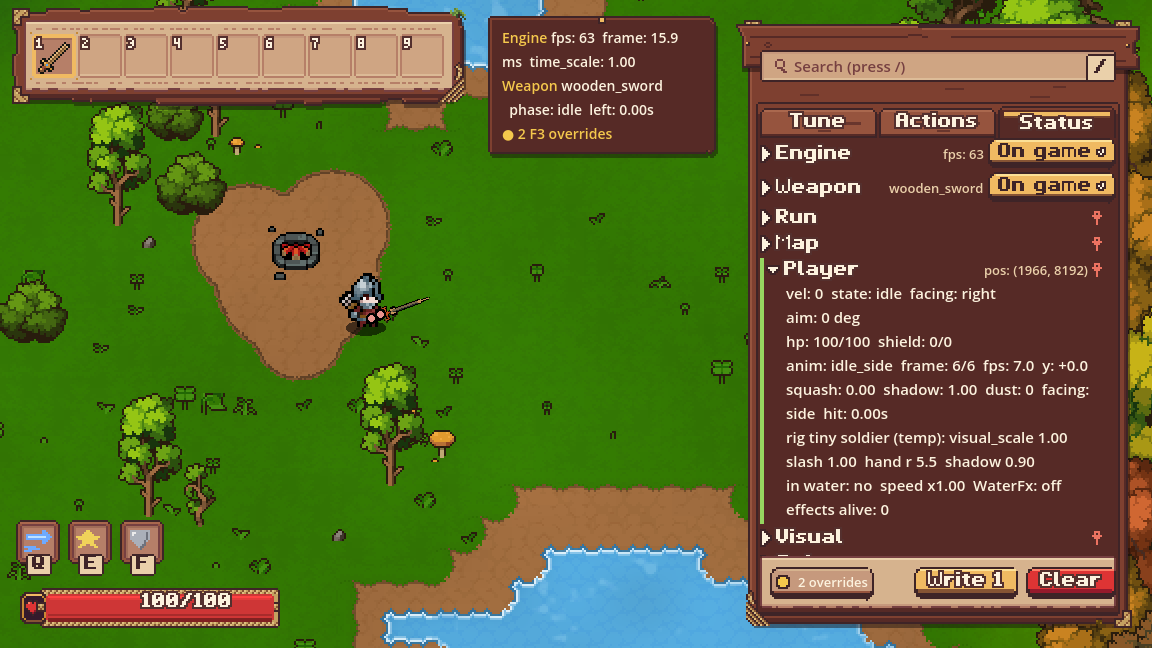 1 2 3 4 5 6 7 8 9
Engine fps: 63 frame: 15.9
ms time_scale: 1.00
Weapon wooden_sword
phase: idle left: 0.00s
2 F3 overrides
Search (press /)
/
Tune Actions Status
Engine fps: 63 On game
Weapon wooden_sword On game
Run
Map
Player pos: (1966, 8192)
vel: 0 state: idle facing: right
aim: 0 deg
hp: 100/100 shield: 0/0
anim: idle_side frame: 6/6 fps: 7.0 y: +0.0
squash: 0.00 shadow: 1.00 dust: 0 facing:
side hit: 0.00s
rig tiny soldier (temp): visual_scale 1.00
slash 1.00 hand r 5.5 shadow 0.90
in water: no speed x1.00 WaterFx: off
effects alive: 0
Visual
2 overrides Write 1 Clear
Q E F
100/100